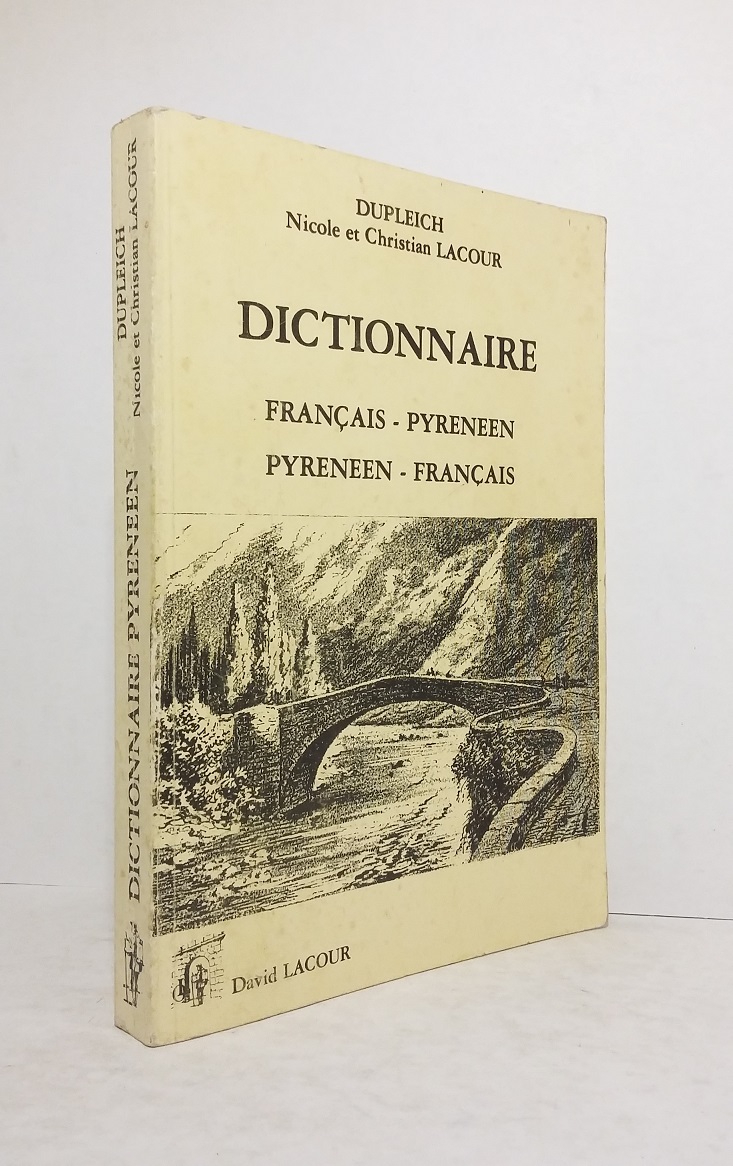 DUPLEICH
Nicole et Christian LACOUR
DICTIONNAIRE
FRANÇAIS - PYRENEEN
PYRENEEN - FRANÇAIS
David LACOUR
DUPLEICH
Nicole et Christian LACOUR
DICTIONNAIRE PYRENEEN